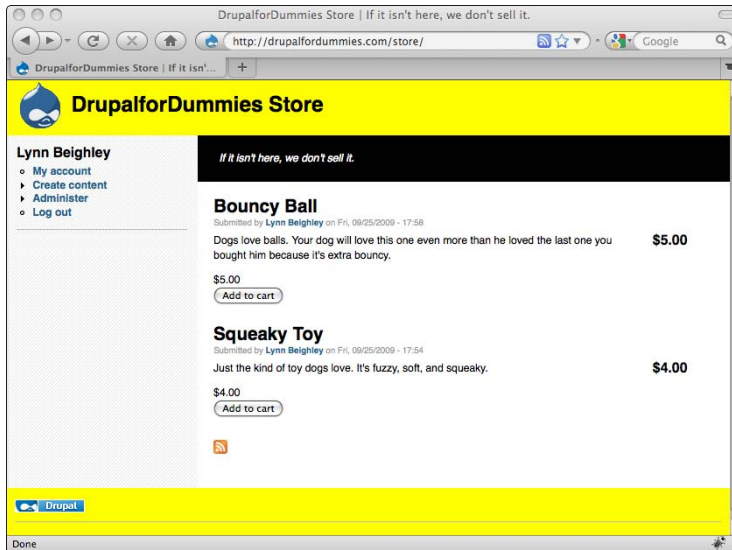 DrupalforDummies Store | If it isn't here, we don't sell it.
http://drupalfordummies.com/store/
Google
DrupalforDummies Store | If it isn'...
DrupalforDummies Store
Lynn Beighley
My account
Create content
Administer
Log out
If it isn't here, we don't sell it.
Bouncy Ball
Submitted by Lynn Beighley on Fri, 09/25/2009 - 17:58
Dogs love balls. Your dog will love this one even more than he loved the last one you
bought him because it's extra bouncy.
$5.00
$5.00
Add to cart
Squeaky Toy
Submitted by Lynn Beighley on Fri, 09/25/2009 - 17:54
Just the kind of toy dogs love. It's fuzzy, soft, and squeaky.
$4.00
$4.00
Add to cart
Drupal
Done